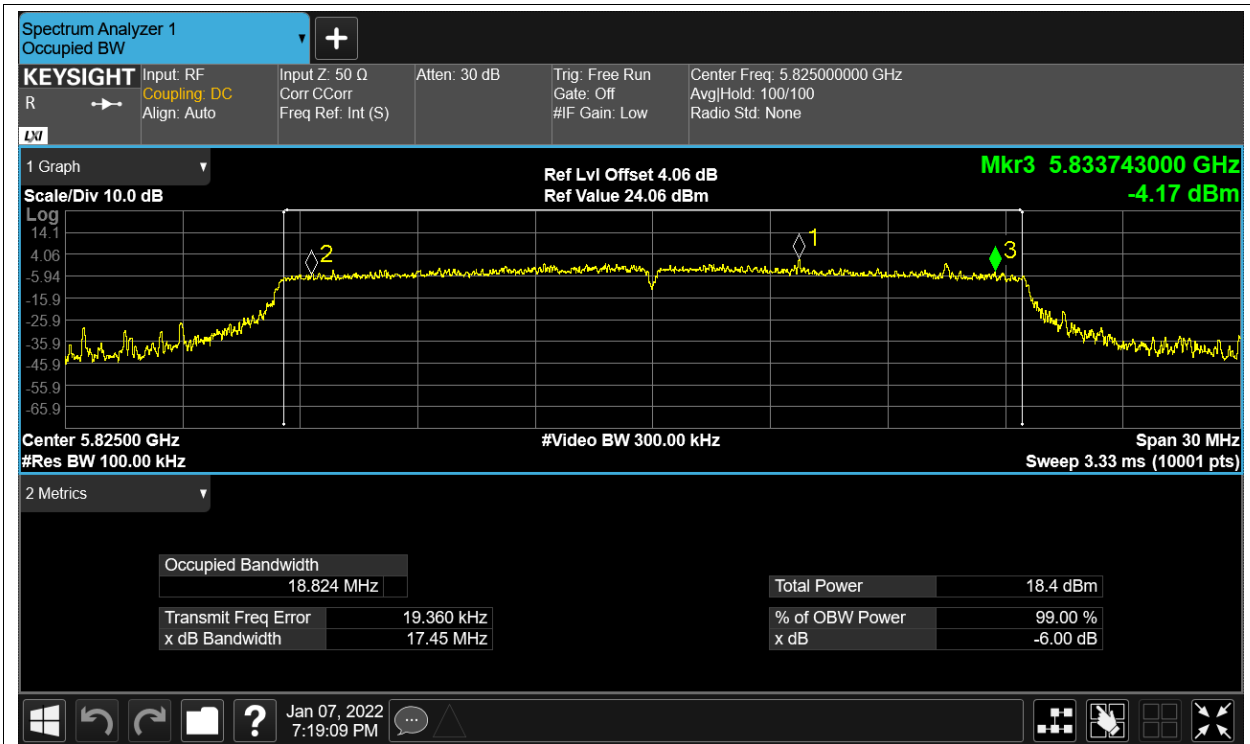 Spectrum Analyzer 1
Occupied BW
KEYSIGHT
R
LXI
Input: RF
Coupling: DC
Align: Auto
Input Z: 50 Ω
Corr CCorr
Freq Ref: Int (S)
Atten: 30 dB
Trig: Free Run
Gate: Off
#IF Gain: Low
Center Freq: 5.825000000 GHz
Avg|Hold: 100/100
Radio Std: None
1 Graph
Scale/Div 10.0 dB
Ref Lvl Offset 4.06 dB
Ref Value 24.06 dBm
Mkr3 5.833743000 GHz
-4.17 dBm
Log
14.1
4.06
-5.94
-15.9
-25.9
-35.9
-45.9
-55.9
-65.9
2
1
3
Center 5.82500 GHz
#Res BW 100.00 kHz
#Video BW 300.00 kHz
Span 30 MHz
Sweep 3.33 ms (10001 pts)
2 Metrics
Occupied Bandwidth
18.824 MHz
Transmit Freq Error 19.360 kHz
x dB Bandwidth 17.45 MHz
Total Power 18.4 dBm
% of OBW Power 99.00 %
x dB -6.00 dB
?
Jan 07, 2022
7:19:09 PM